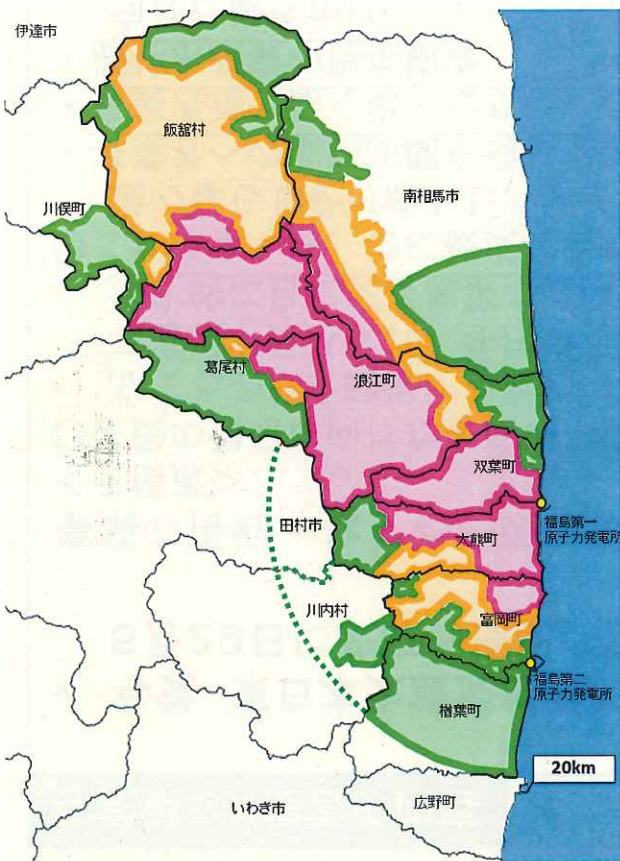 伊達市
飯舘村
南相馬市
川俣町
葛尾村
浪江町
双葉町
福島第一
原子力発電所
田村市
大熊町
川内村
富岡町
福島第二
原子力発電所
楢葉町
20km
いわき市
広野町